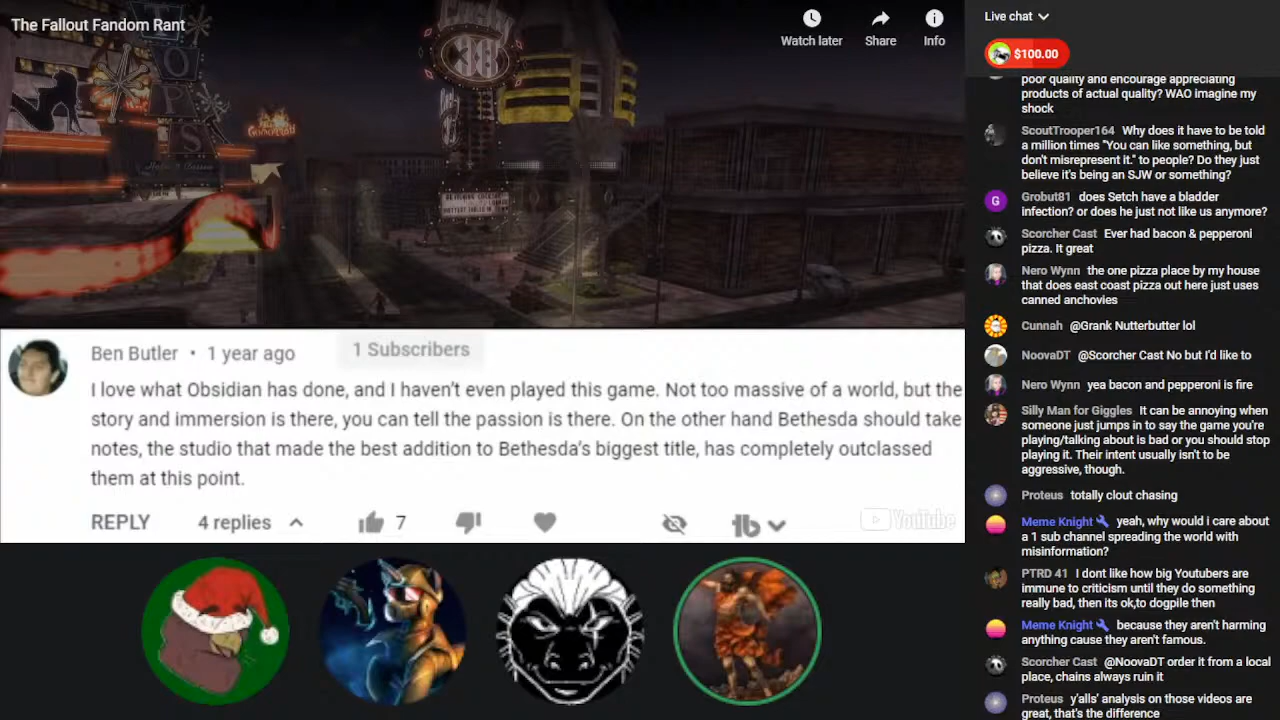 The Fallout Fandom Rant
Watch later
Share
Info
TOPS
Gomorrah
38
Ben Butler • 1 year ago
1 Subscribers
I love what Obsidian has done, and I haven't even played this game. Not too massive of a world, but the
story and immersion is there, you can tell the passion is there. On the other hand Bethesda should take
notes, the studio that made the best addition to Bethesda's biggest title, has completely outclassed
them at this point.
REPLY
4 replies
7
YouTube
Live chat
$100.00
poor quality and encourage appreciating
products of actual quality? WAO imagine my
shock
ScoutTrooper164 Why does it have to be told
a million times "You can like something, but
don't misrepresent it." to people? Do they just
believe it's being an SJW or something?
G
Grobut81 does Setch have a bladder
infection? or does he just not like us anymore?
Scorcher Cast Ever had bacon & pepperoni
pizza. It great
Nero Wynn the one pizza place by my house
that does east coast pizza out here just uses
canned anchovies
Cunnah @Grank Nutterbutter lol
NoovaDT @Scorcher Cast No but I'd like to
Nero Wynn yea bacon and pepperoni is fire
Silly Man for Giggles It can be annoying when
someone just jumps in to say the game you're
playing/talking about is bad or you should stop
playing it. Their intent usually isn't to be
aggressive, though.
Proteus totally clout chasing
Meme Knight yeah, why would i care about
a 1 sub channel spreading the world with
misinformation?
PTRD 41 I dont like how big Youtubers are
immune to criticism until they do something
really bad, then its ok,to dogpile then
Meme Knight because they aren't harming
anything cause they aren't famous.
Scorcher Cast @NoovaDT order it from a local
place, chains always ruin it
Proteus y'alls' analysis on those videos are
great, that's the difference